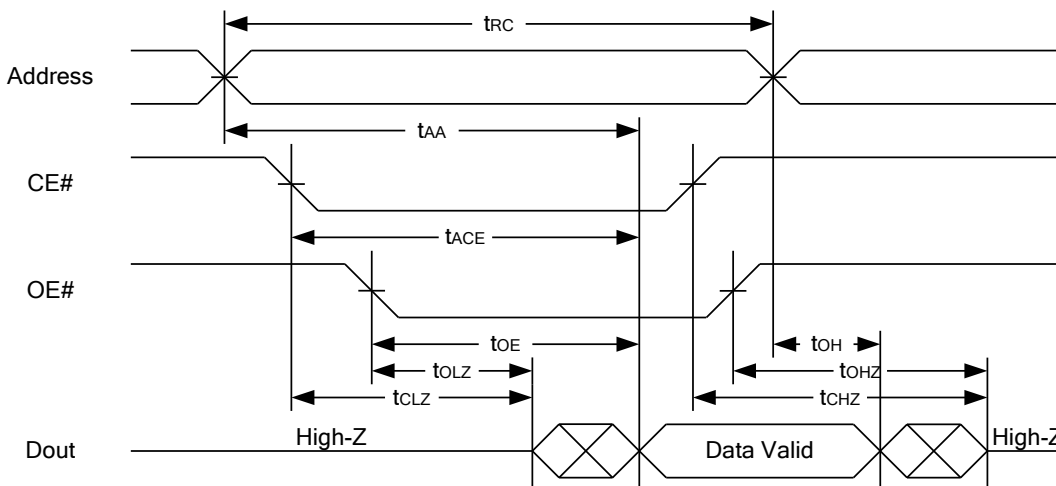 tRC
Address
tAA
CE#
tACE
OE#
tOE
tOH
tOLZ
tOHZ
tCLZ
tCHZ
Dout
High-Z
Data Valid
High-Z